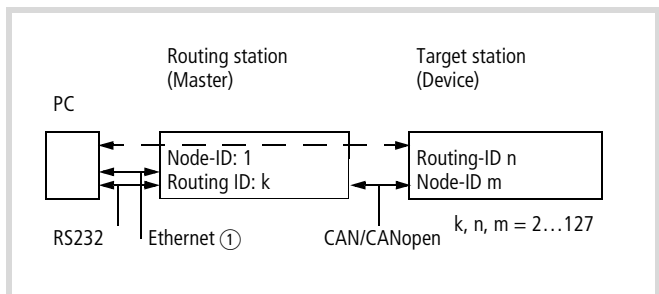 Routing station
(Master)
Target station
(Device)
PC
Node-ID: 1
Routing ID: k
Routing-ID n
Node-ID m
RS232
Ethernet ①
CAN/CANopen
k, n, m = 2…127